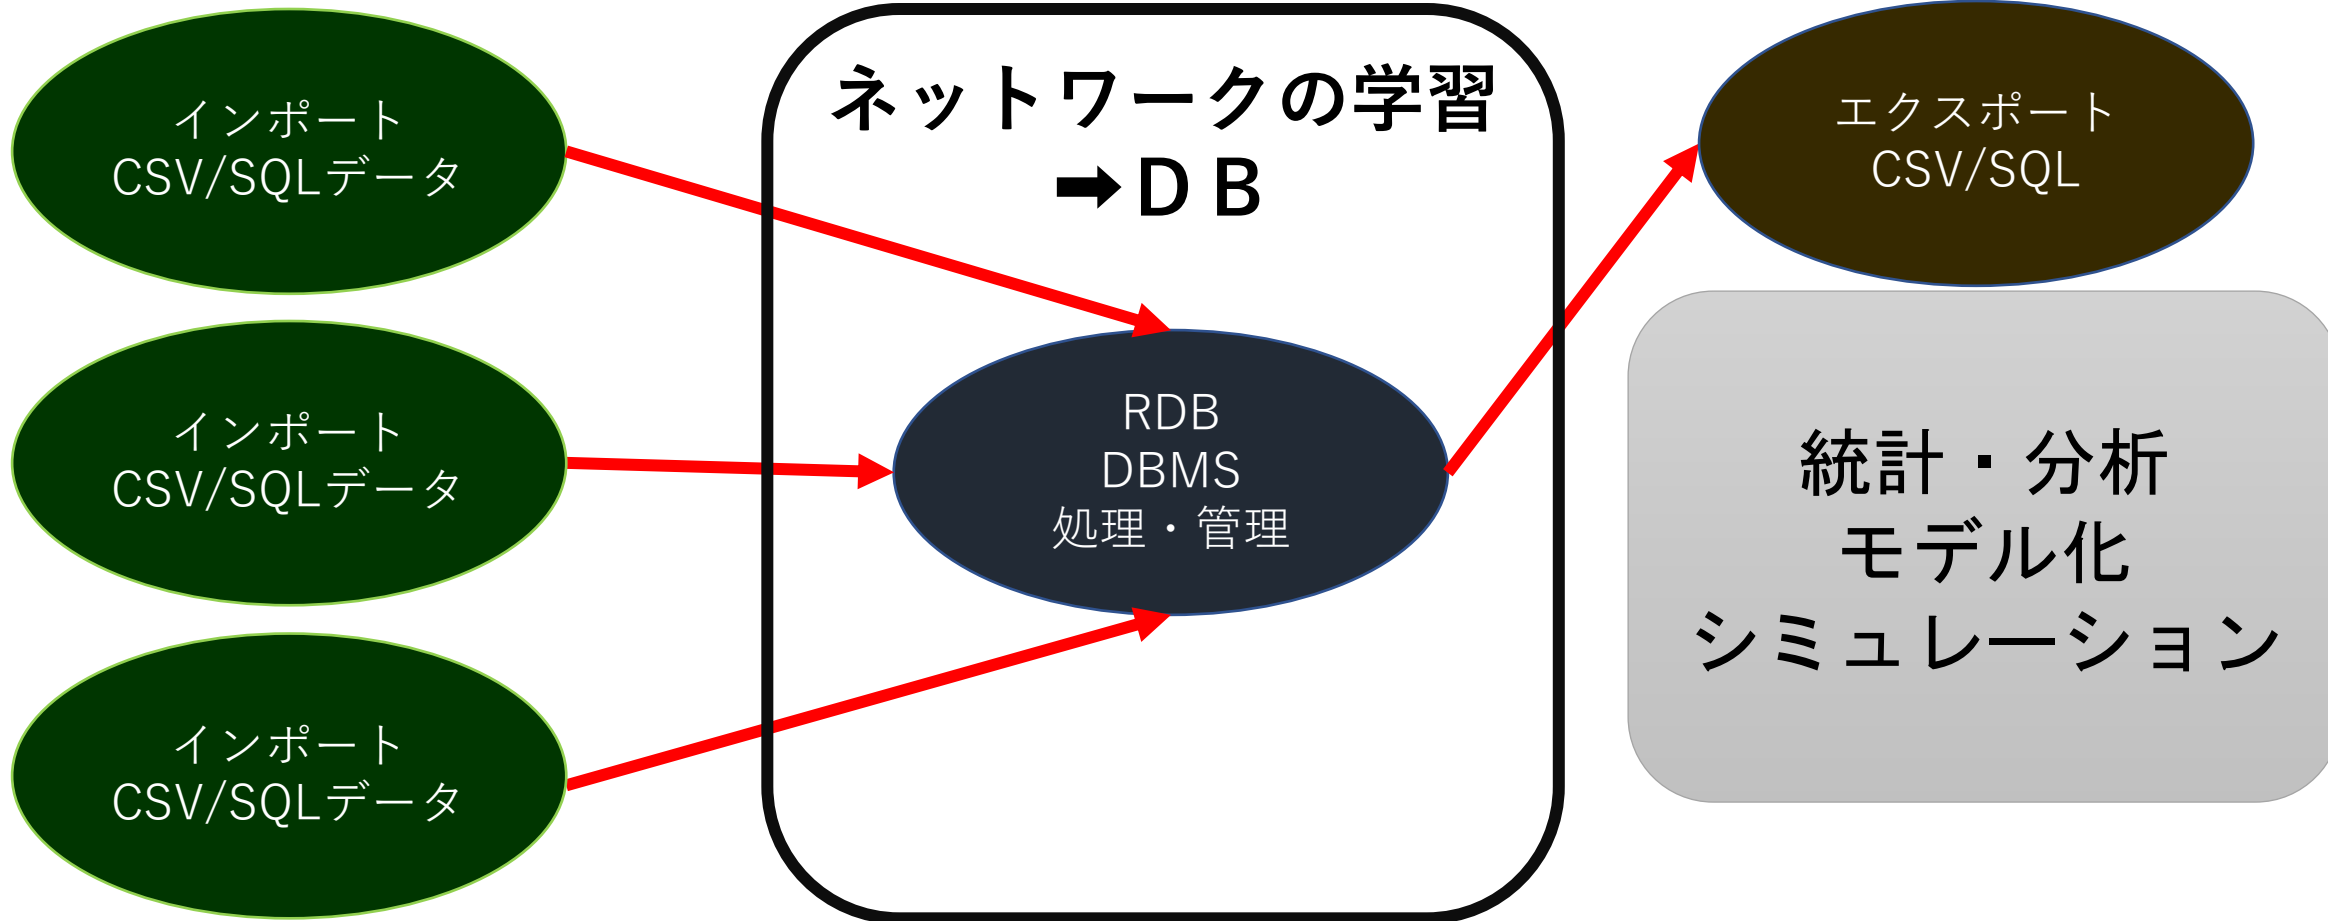 インポート
CSV/SQLデータ
インポート
CSV/SQLデータ
インポート
CSV/SQLデータ
ネットワークの学習
➡ＤＢ
RDB
DBMS
処理・管理
エクスポート
CSV/SQL
統計・分析
モデル化
シミュレーション